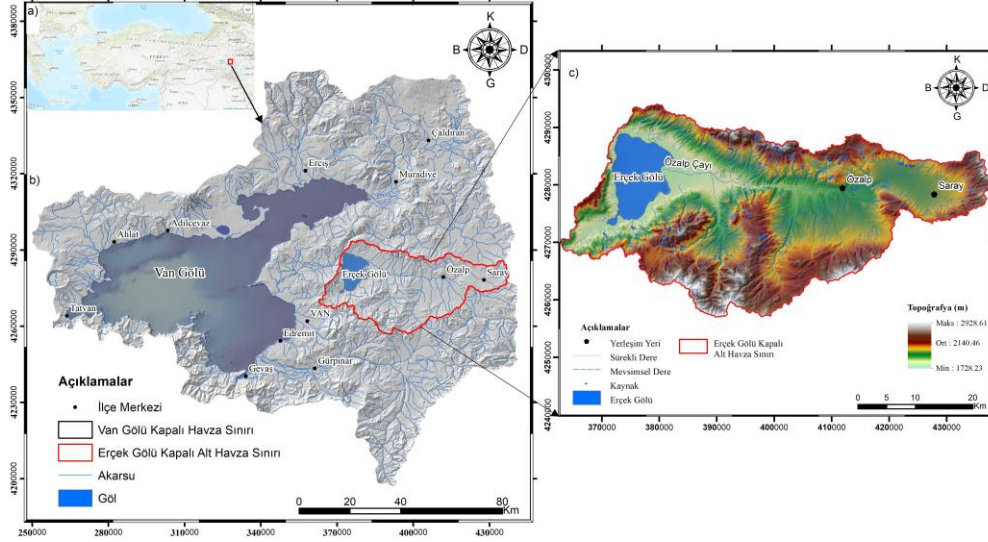 a)
K
B
D
G
b)
Çaldıran
Erciş
Muradiye
Adilcevaz
Ahlat
Van Gölü
Erçek Gölü
Özalp
Saray
Tatvan
VAN
Edremit
Gevaş
Gürpınar
Açıklamalar
İlçe Merkezi
Van Gölü Kapalı Havza Sınırı
Erçek Gölü Kapalı Alt Havza Sınırı
Akarsu
Göl
0 20 40 80
Km
4380000
4350000
4320000
4290000
4260000
4230000
4200000
250000 280000 310000 340000 370000 400000 430000
c)
K
B
D
G
Özalp Çayı
Erçek Gölü
Özalp
Saray
Açıklamalar
Yerleşim Yeri
Sürekli Dere
Mevsimsel Dere
Kaynak
Erçek Gölü
Erçek Gölü Kapalı
Alt Havza Sınırı
Topoğrafya (m)
Maks : 2928.61
Ort : 2140.46
Min : 1728.23
0 5 10 20
Km
4300000
4290000
4280000
4270000
4260000
4250000
4240000
370000 380000 390000 400000 410000 420000 430000